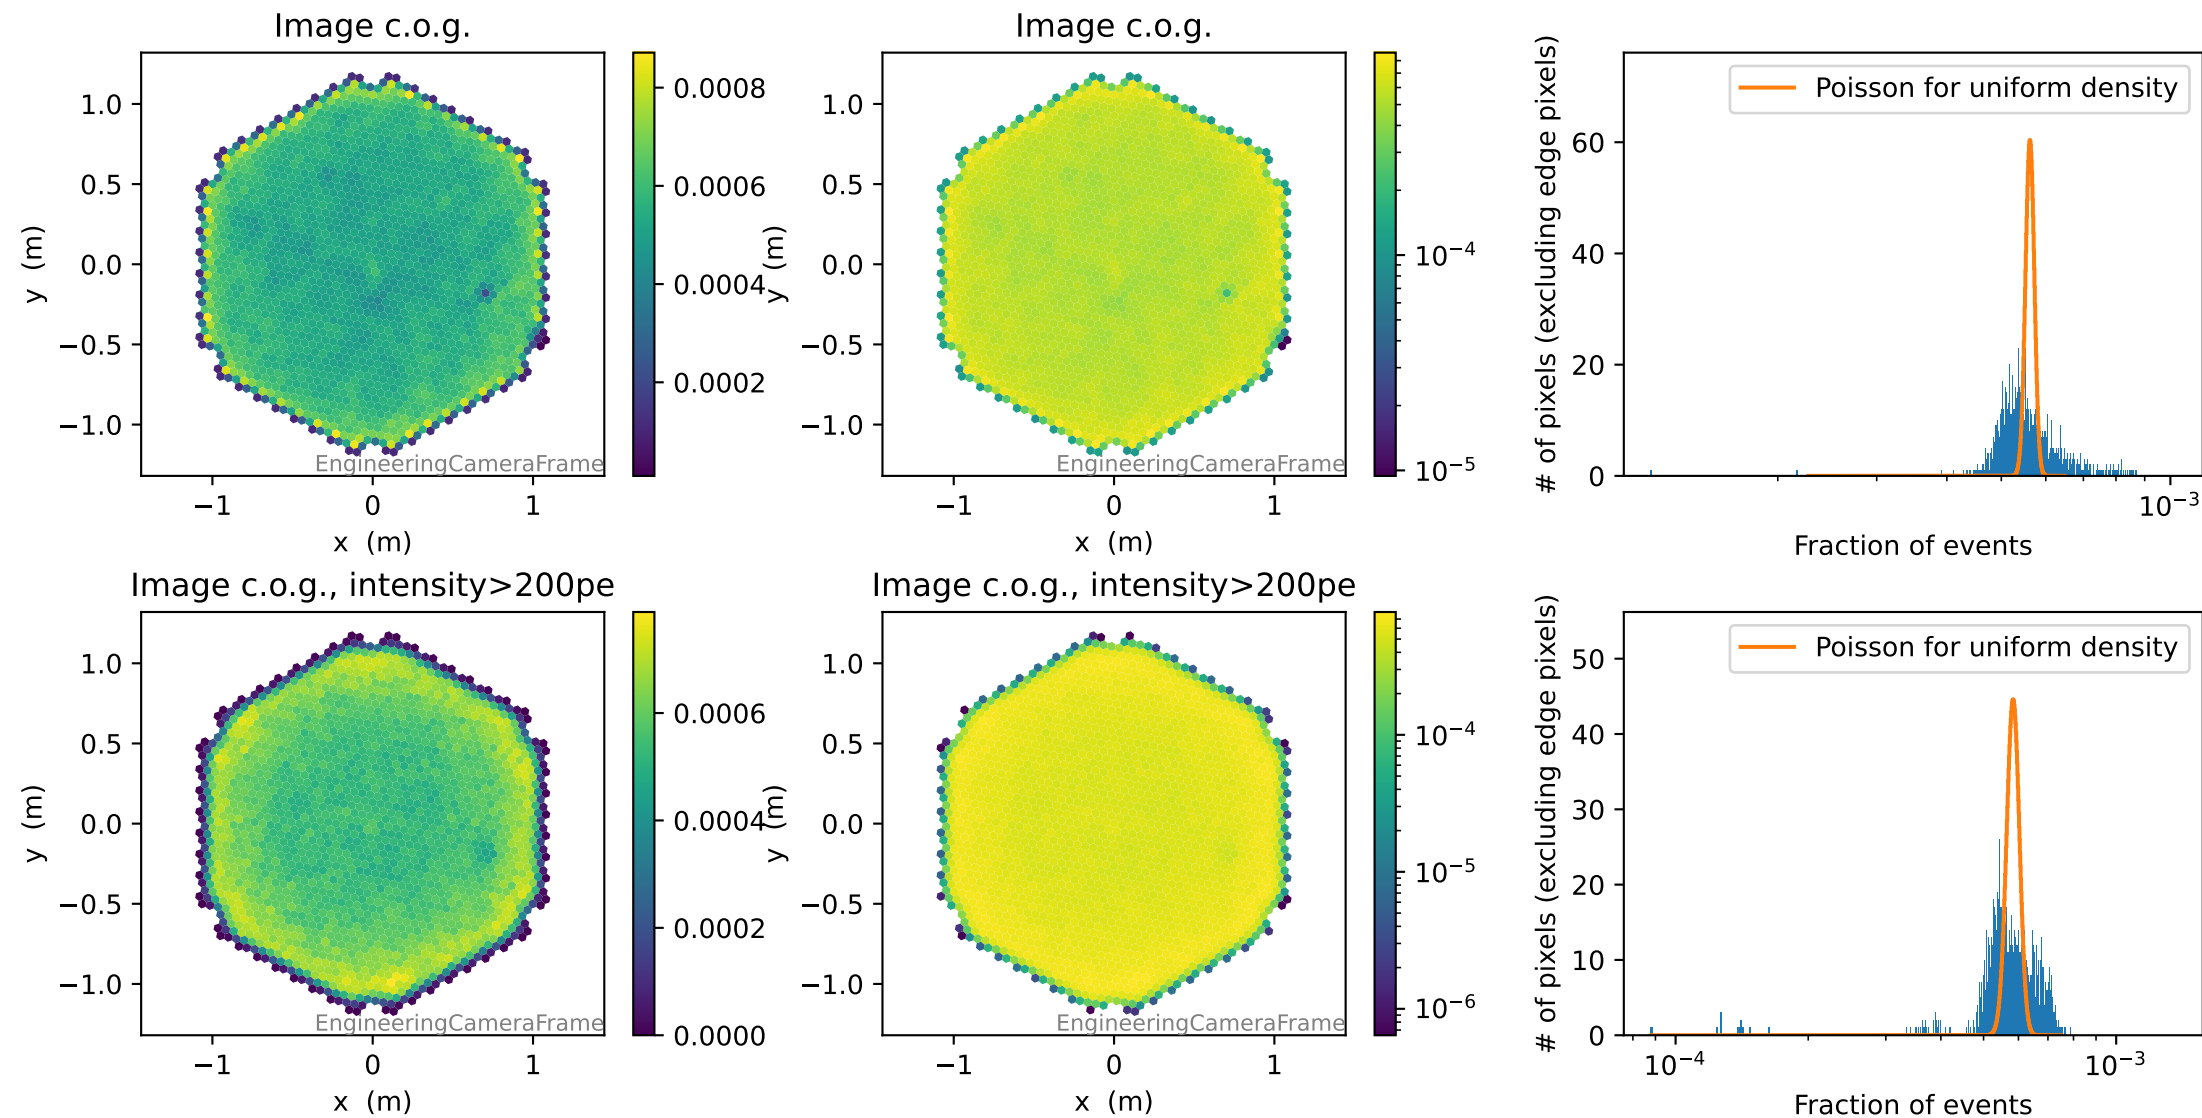 Image c.o.g.
1.0
0.5
0.0
−0.5
−1.0
y (m)
−1
0
1
x (m)
EngineeringCameraFrame
0.0008
0.0006
0.0004
0.0002
Image c.o.g.
1.0
0.5
0.0
−0.5
−1.0
y (m)
−1
0
1
x (m)
EngineeringCameraFrame
10⁻⁴
10⁻⁵
Poisson for uniform density
60
40
20
0
# of pixels (excluding edge pixels)
10⁻³
Fraction of events
Image c.o.g., intensity>200pe
1.0
0.5
0.0
−0.5
−1.0
y (m)
−1
0
1
x (m)
EngineeringCameraFrame
0.0006
0.0004
0.0002
0.0000
Image c.o.g., intensity>200pe
1.0
0.5
0.0
−0.5
−1.0
y (m)
−1
0
1
x (m)
EngineeringCameraFrame
10⁻⁴
10⁻⁵
10⁻⁶
Poisson for uniform density
50
40
30
20
10
0
# of pixels (excluding edge pixels)
10⁻⁴
10⁻³
Fraction of events